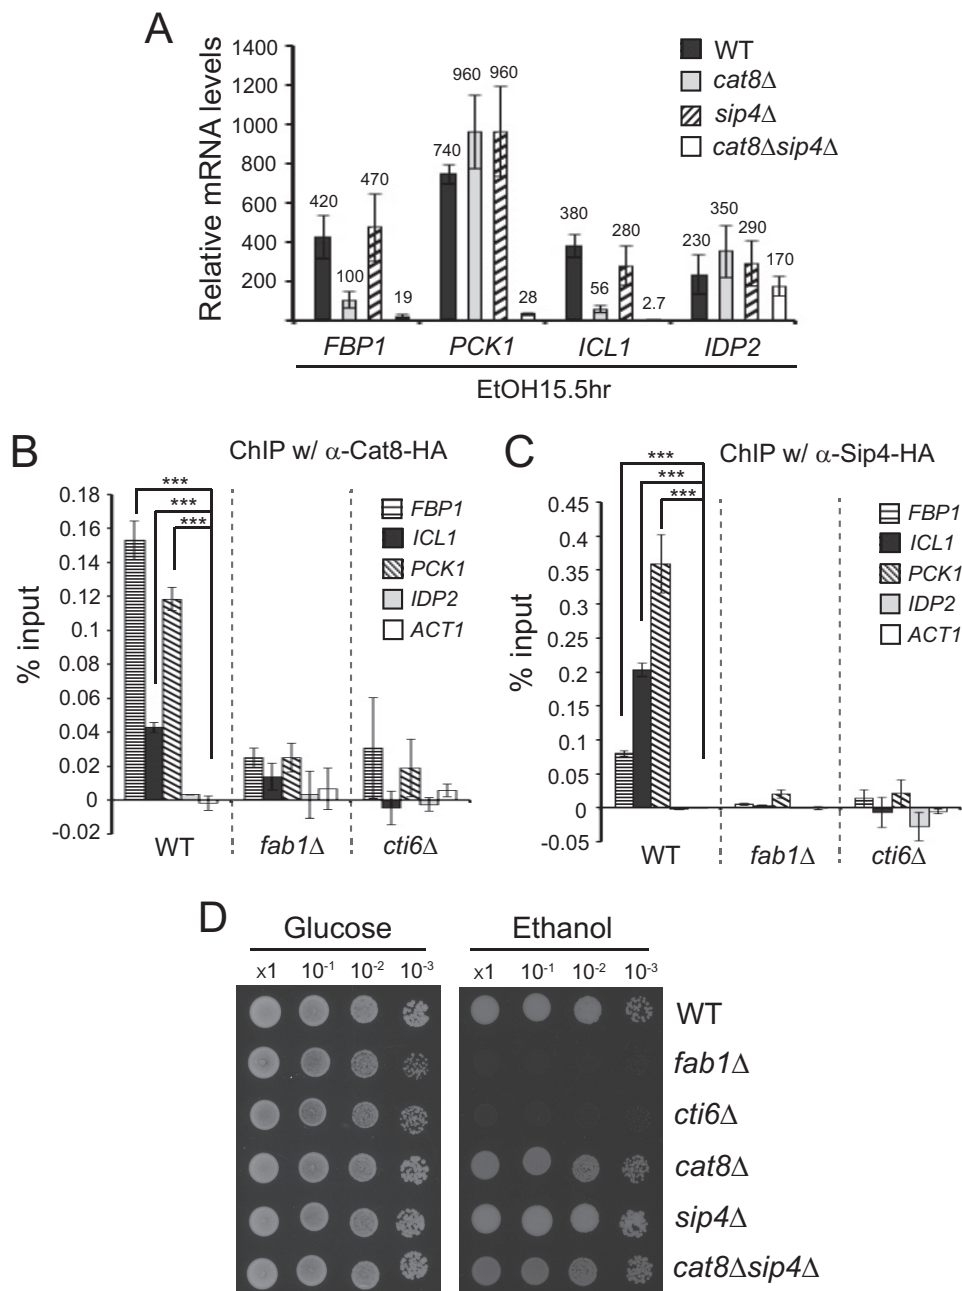 A
Relative mRNA levels
1400
1200
1000
800
600
400
200
420
100
470
19
740
960
960
28
380
56
280
2.7
230
350
290
170
WT
cat8Δ
sip4Δ
cat8Δsip4Δ
FBP1 PCK1 ICL1 IDP2
EtOH15.5hr
B
ChIP w/ α-Cat8-HA
% input
0.18
0.16
0.14
0.12
0.1
0.08
0.06
0.04
0.02
0
-0.02
***
***
***
FBP1
ICL1
PCK1
IDP2
ACT1
WT fab1Δ cti6Δ
C
ChIP w/ α-Sip4-HA
% input
0.45
0.4
0.35
0.3
0.25
0.2
0.15
0.1
0.05
0
-0.05
***
***
***
FBP1
ICL1
PCK1
IDP2
ACT1
WT fab1Δ cti6Δ
D
Glucose Ethanol
x1 10⁻¹ 10⁻² 10⁻³ x1 10⁻¹ 10⁻² 10⁻³
WT
fab1Δ
cti6Δ
cat8Δ
sip4Δ
cat8Δsip4Δ